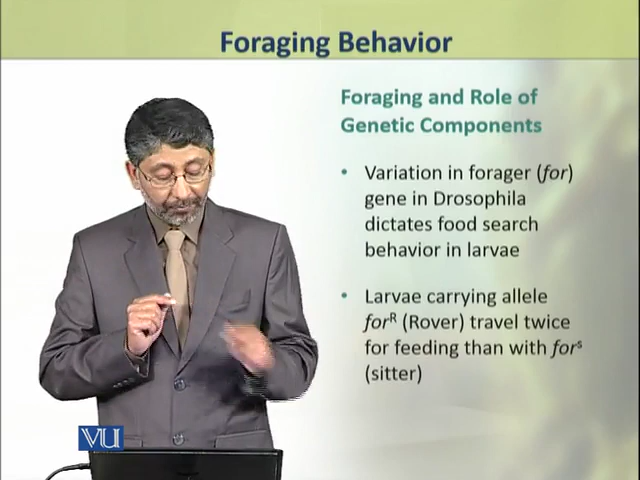 Foraging Behavior
Foraging and Role of
Genetic Components
• Variation in forager (for)
gene in Drosophila
dictates food search
behavior in larvae
• Larvae carrying allele
forᴿ (Rover) travel twice
for feeding than with forˢ
(sitter)
VU